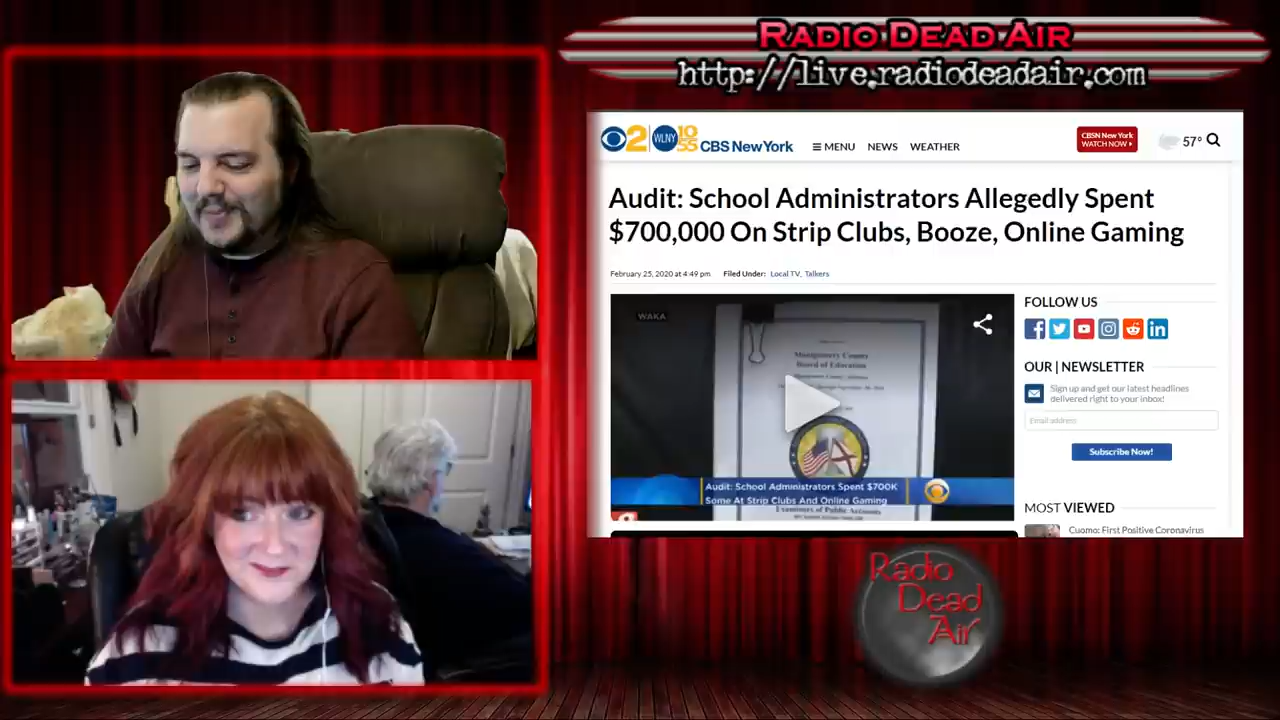 RADIO DEAD AIR
http://live.radiodeadair.com
2 WLNY 10 55 CBS New York
MENU NEWS WEATHER
CBSN New York
WATCH NOW
57°
Audit: School Administrators Allegedly Spent
$700,000 On Strip Clubs, Booze, Online Gaming
February 25, 2020 at 4:49 pm Filed Under: Local TV, Talkers
WAKA
Montgomery County
Board of Education
Audit: School Administrators Spent $700K
Some At Strip Clubs And Online Gaming
Examiners of Public Accounts
FOLLOW US
OUR | NEWSLETTER
Sign up and get our latest headlines
delivered right to your inbox!
Email address
Subscribe Now!
MOST VIEWED
Cuomo: First Positive Coronavirus
Radio
Dead
Air